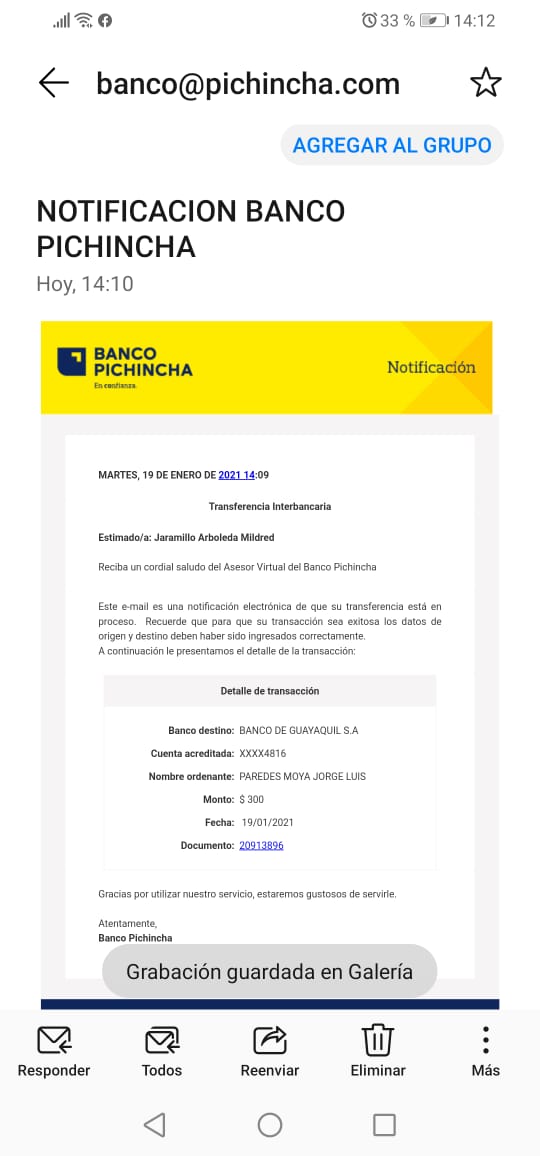 33 % 14:12
banco@pichincha.com
AGREGAR AL GRUPO
NOTIFICACION BANCO
PICHINCHA
Hoy, 14:10
BANCO
PICHINCHA
En confianza.
Notificación
MARTES, 19 DE ENERO DE 2021 14:09
Transferencia Interbancaria
Estimado/a: Jaramillo Arboleda Mildred
Reciba un cordial saludo del Asesor Virtual del Banco Pichincha
Este e-mail es una notificación electrónica de que su transferencia está en
proceso. Recuerde que para que su transacción sea exitosa los datos de
origen y destino deben haber sido ingresados correctamente.
A continuación le presentamos el detalle de la transacción:
Detalle de transacción
Banco destino: BANCO DE GUAYAQUIL S.A
Cuenta acreditada: XXXX4816
Nombre ordenante: PAREDES MOYA JORGE LUIS
Monto: $ 300
Fecha: 19/01/2021
Documento: 20913896
Gracias por utilizar nuestro servicio, estaremos gustosos de servirle.
Atentamente,
Banco Pichincha
Grabación guardada en Galería
Responder Todos Reenviar Eliminar Más